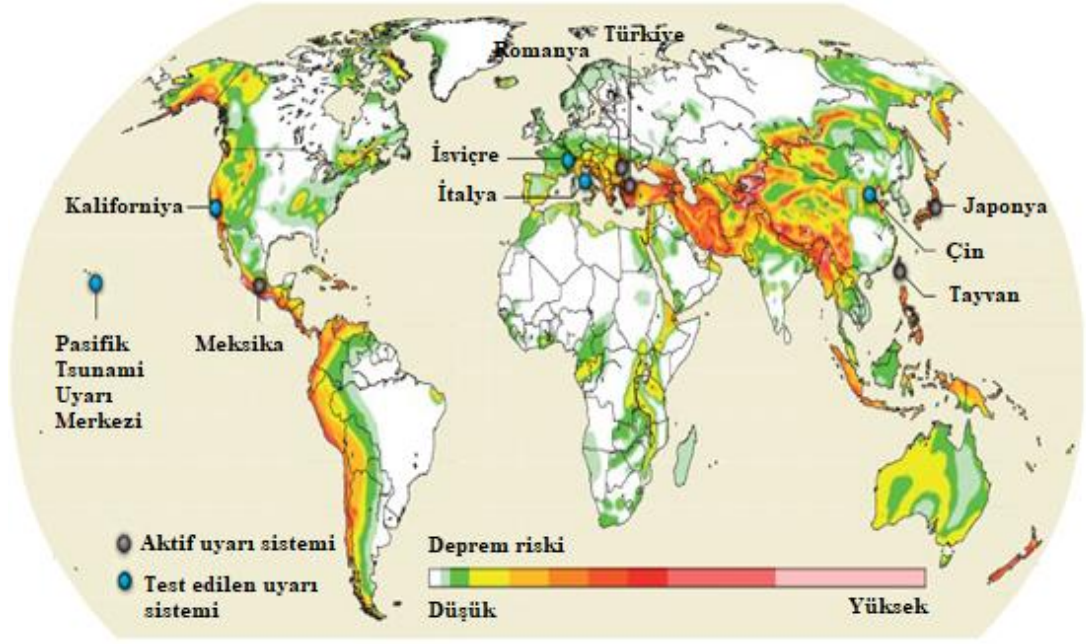 Türkiye
Romanya
İsviçre
İtalya
Kaliforniya
Japonya
Çin
Tayvan
Pasifik
Tsunami
Uyarı
Merkezi
Meksika
Aktif uyarı sistemi
Test edilen uyarı
sistemi
Deprem riski
Düşük
Yüksek